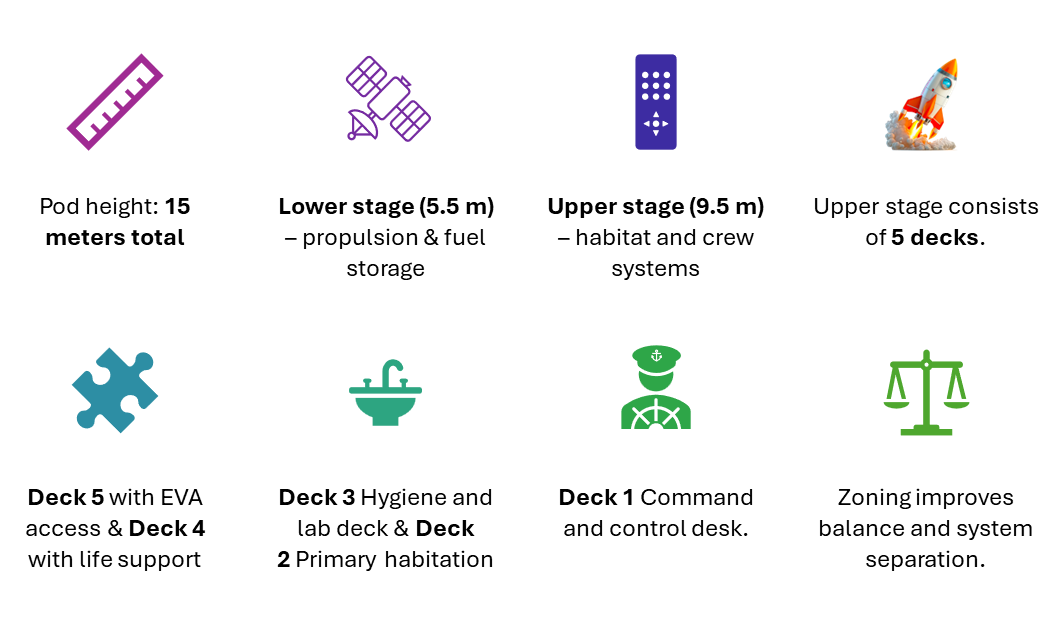 Pod height: 15
meters total
Lower stage (5.5 m)
– propulsion & fuel
storage
Upper stage (9.5 m)
– habitat and crew
systems
Upper stage consists
of 5 decks.
Deck 5 with EVA
access & Deck 4
with life support
Deck 3 Hygiene and
lab deck & Deck
2 Primary habitation
Deck 1 Command
and control desk.
Zoning improves
balance and system
separation.